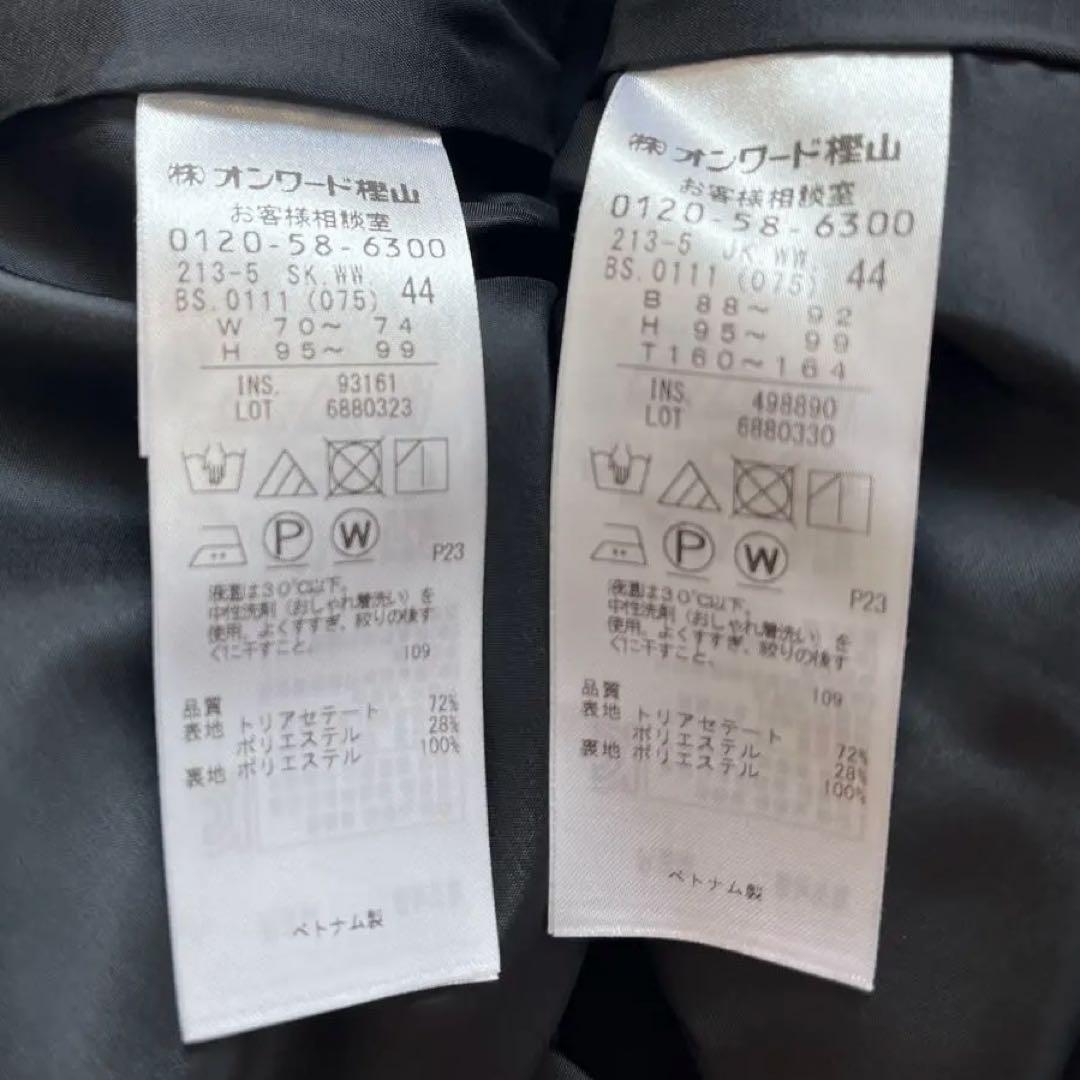 (株)オンワード樫山
お客様相談室
0120-58-6300
213-5 SK.WW
BS.0111 (075) 44
W 70～ 74
H 95～ 99
INS. 93161
LOT 6880323
P
W
P23
液温は30℃以下。
中性洗剤（おしゃれ着洗い）を
使用。よくすすぎ、絞りの後す
ぐに干すこと。
109
品質
表地 トリアセテート 72%
ポリエステル 28%
裏地 ポリエステル 100%
ベトナム製
(株)オンワード樫山
お客様相談室
0120-58-6300
213-5 JK.WW
BS.0111 (075) 44
B 88～ 92
H 95～ 99
T160～164
INS. 498890
LOT 6880330
P
W
P23
液温は30℃以下。
中性洗剤（おしゃれ着洗い）を
使用。よくすすぎ、絞りの後す
ぐに干すこと。
109
品質
表地 トリアセテート 72%
ポリエステル 28%
裏地 ポリエステル 100%
ベトナム製